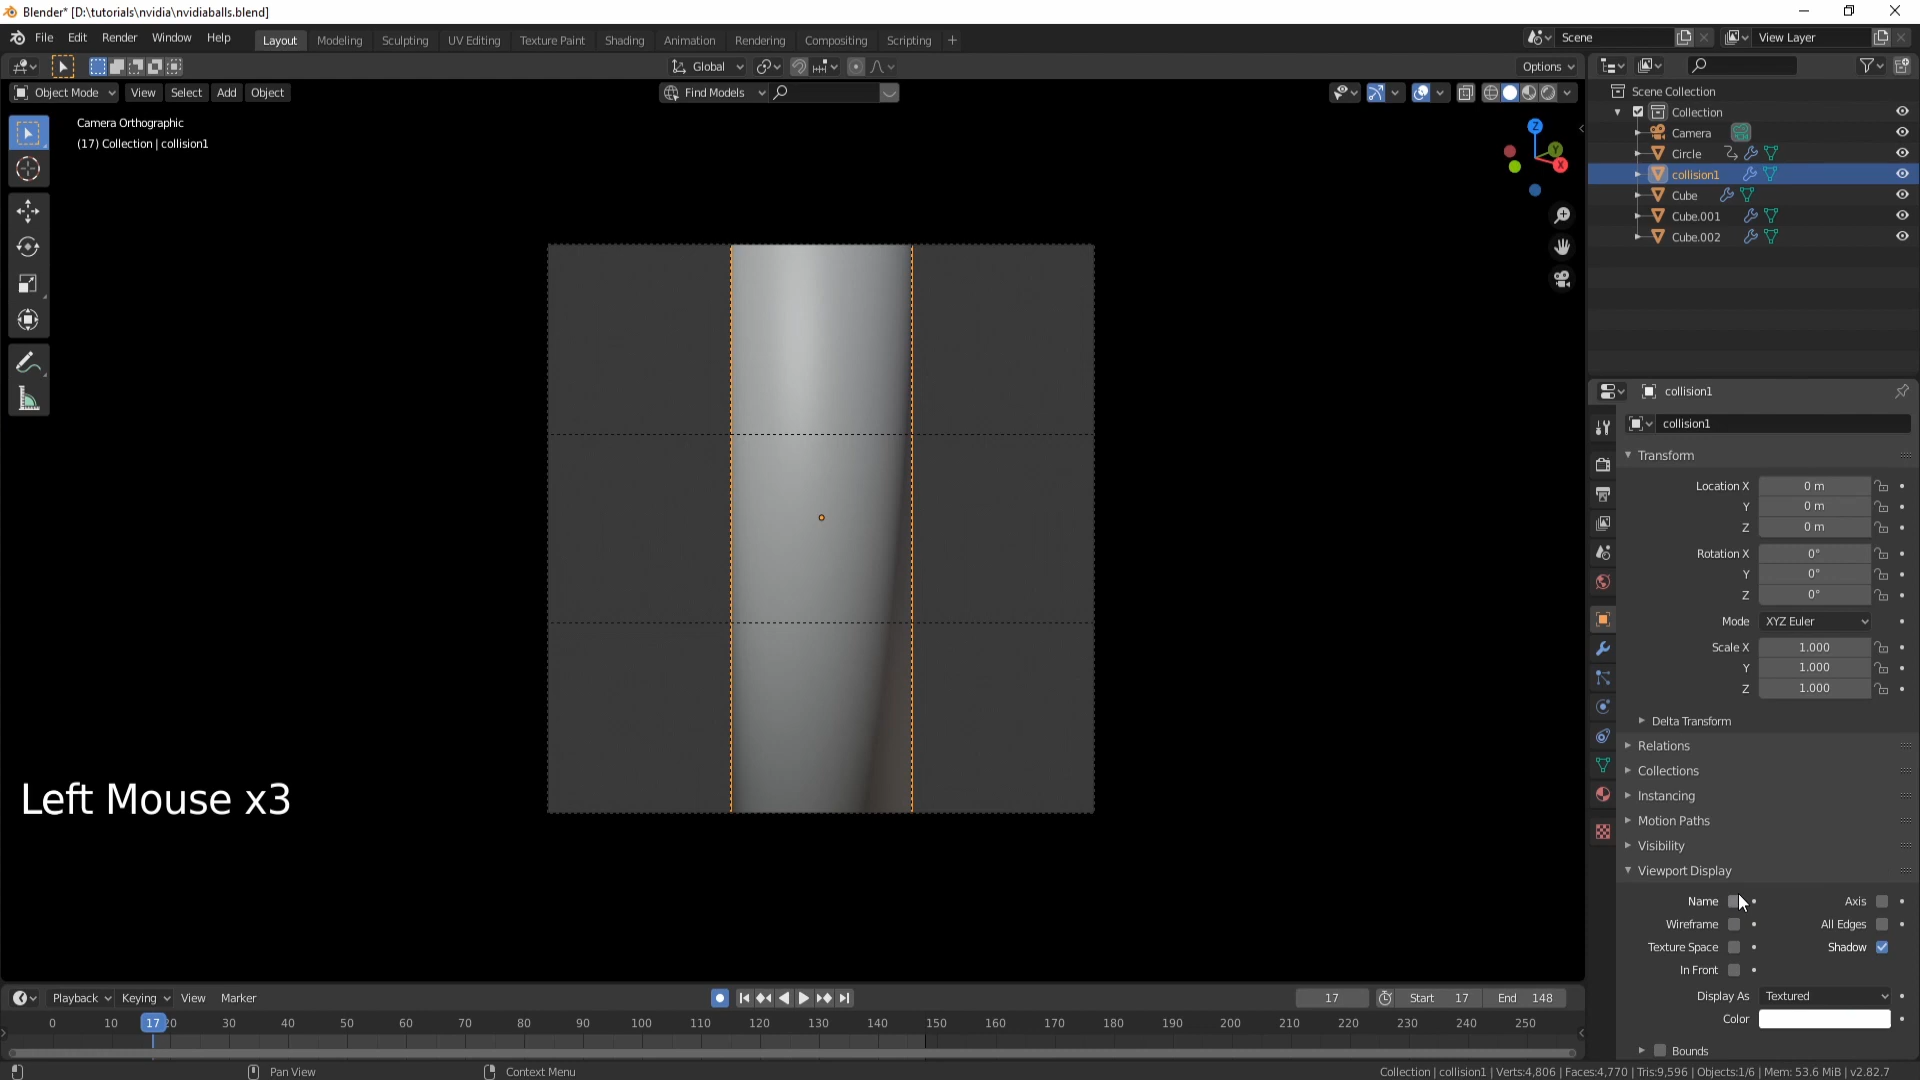 Blender* [D:\tutorials\nvidia\nvidiaballs.blend]
File Edit Render Window Help Layout Modeling Sculpting UV Editing Texture Paint Shading Animation Rendering Compositing Scripting + Scene View Layer
Global Options
Object Mode View Select Add Object Find Models
Camera Orthographic
(17) Collection | collision1
Z
Y
X
Scene Collection
Collection
Camera
Circle
collision1
Cube
Cube.001
Cube.002
collision1
collision1
Transform
Location X 0 m
Y 0 m
Z 0 m
Rotation X 0°
Y 0°
Z 0°
Mode XYZ Euler
Scale X 1.000
Y 1.000
Z 1.000
Delta Transform
Relations
Collections
Instancing
Motion Paths
Visibility
Viewport Display
Name Axis
Wireframe All Edges
Texture Space Shadow
In Front
Display As Textured
Color
Bounds
Left Mouse x3
Playback Keying View Marker 17 Start 17 End 148
0 10 17 20 30 40 50 60 70 80 90 100 110 120 130 140 150 160 170 180 190 200 210 220 230 240 250
Pan View Context Menu Collection | collision1 | Verts:4,806 | Faces:4,770 | Tris:9,596 | Objects:1/6 | Mem: 53.6 MiB | v2.82.7